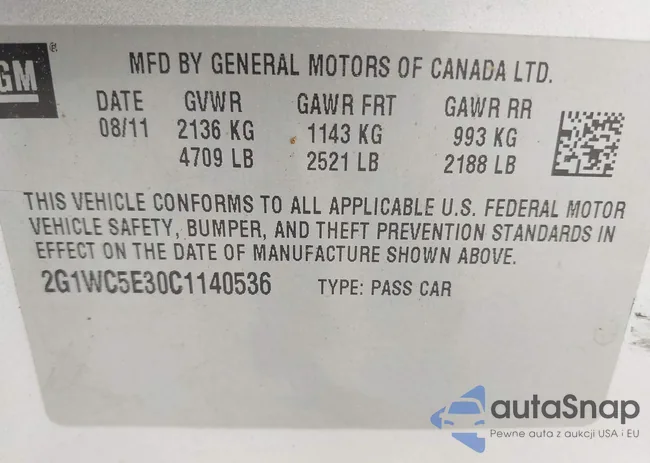 GM ®
MFD BY GENERAL MOTORS OF CANADA LTD.
DATE GVWR GAWR FRT GAWR RR
08/11 2136 KG 1143 KG 993 KG
4709 LB 2521 LB 2188 LB
THIS VEHICLE CONFORMS TO ALL APPLICABLE U.S. FEDERAL MOTOR
VEHICLE SAFETY, BUMPER, AND THEFT PREVENTION STANDARDS IN
EFFECT ON THE DATE OF MANUFACTURE SHOWN ABOVE.
2G1WC5E30C1140536 TYPE: PASS CAR
autaSnap
Pewne auta z aukcji USA i EU